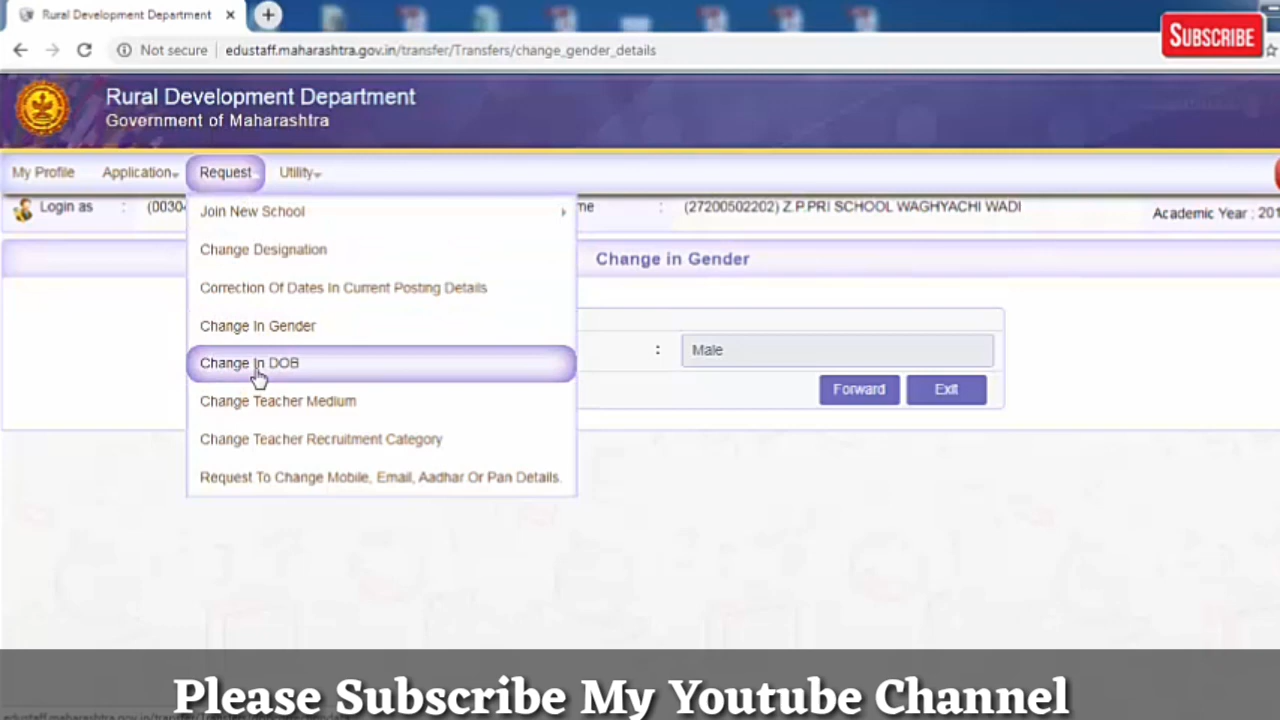 Rural Development Department
SUBSCRIBE
Not secure | edustaff.maharashtra.gov.in/transfer/Transfers/change_gender_details
Rural Development Department
Government of Maharashtra
My Profile Application Request Utility
Login as : (0030 me : (27200502202) Z.P.PRI SCHOOL WAGHYACHI WADI Academic Year : 201
Join New School
Change Designation
Change in Gender
Correction Of Dates In Current Posting Details
Change In Gender
: Male
Change In DOB
Forward Exit
Change Teacher Medium
Change Teacher Recruitment Category
Request To Change Mobile, Email, Aadhar Or Pan Details.
Please Subscribe My Youtube Channel